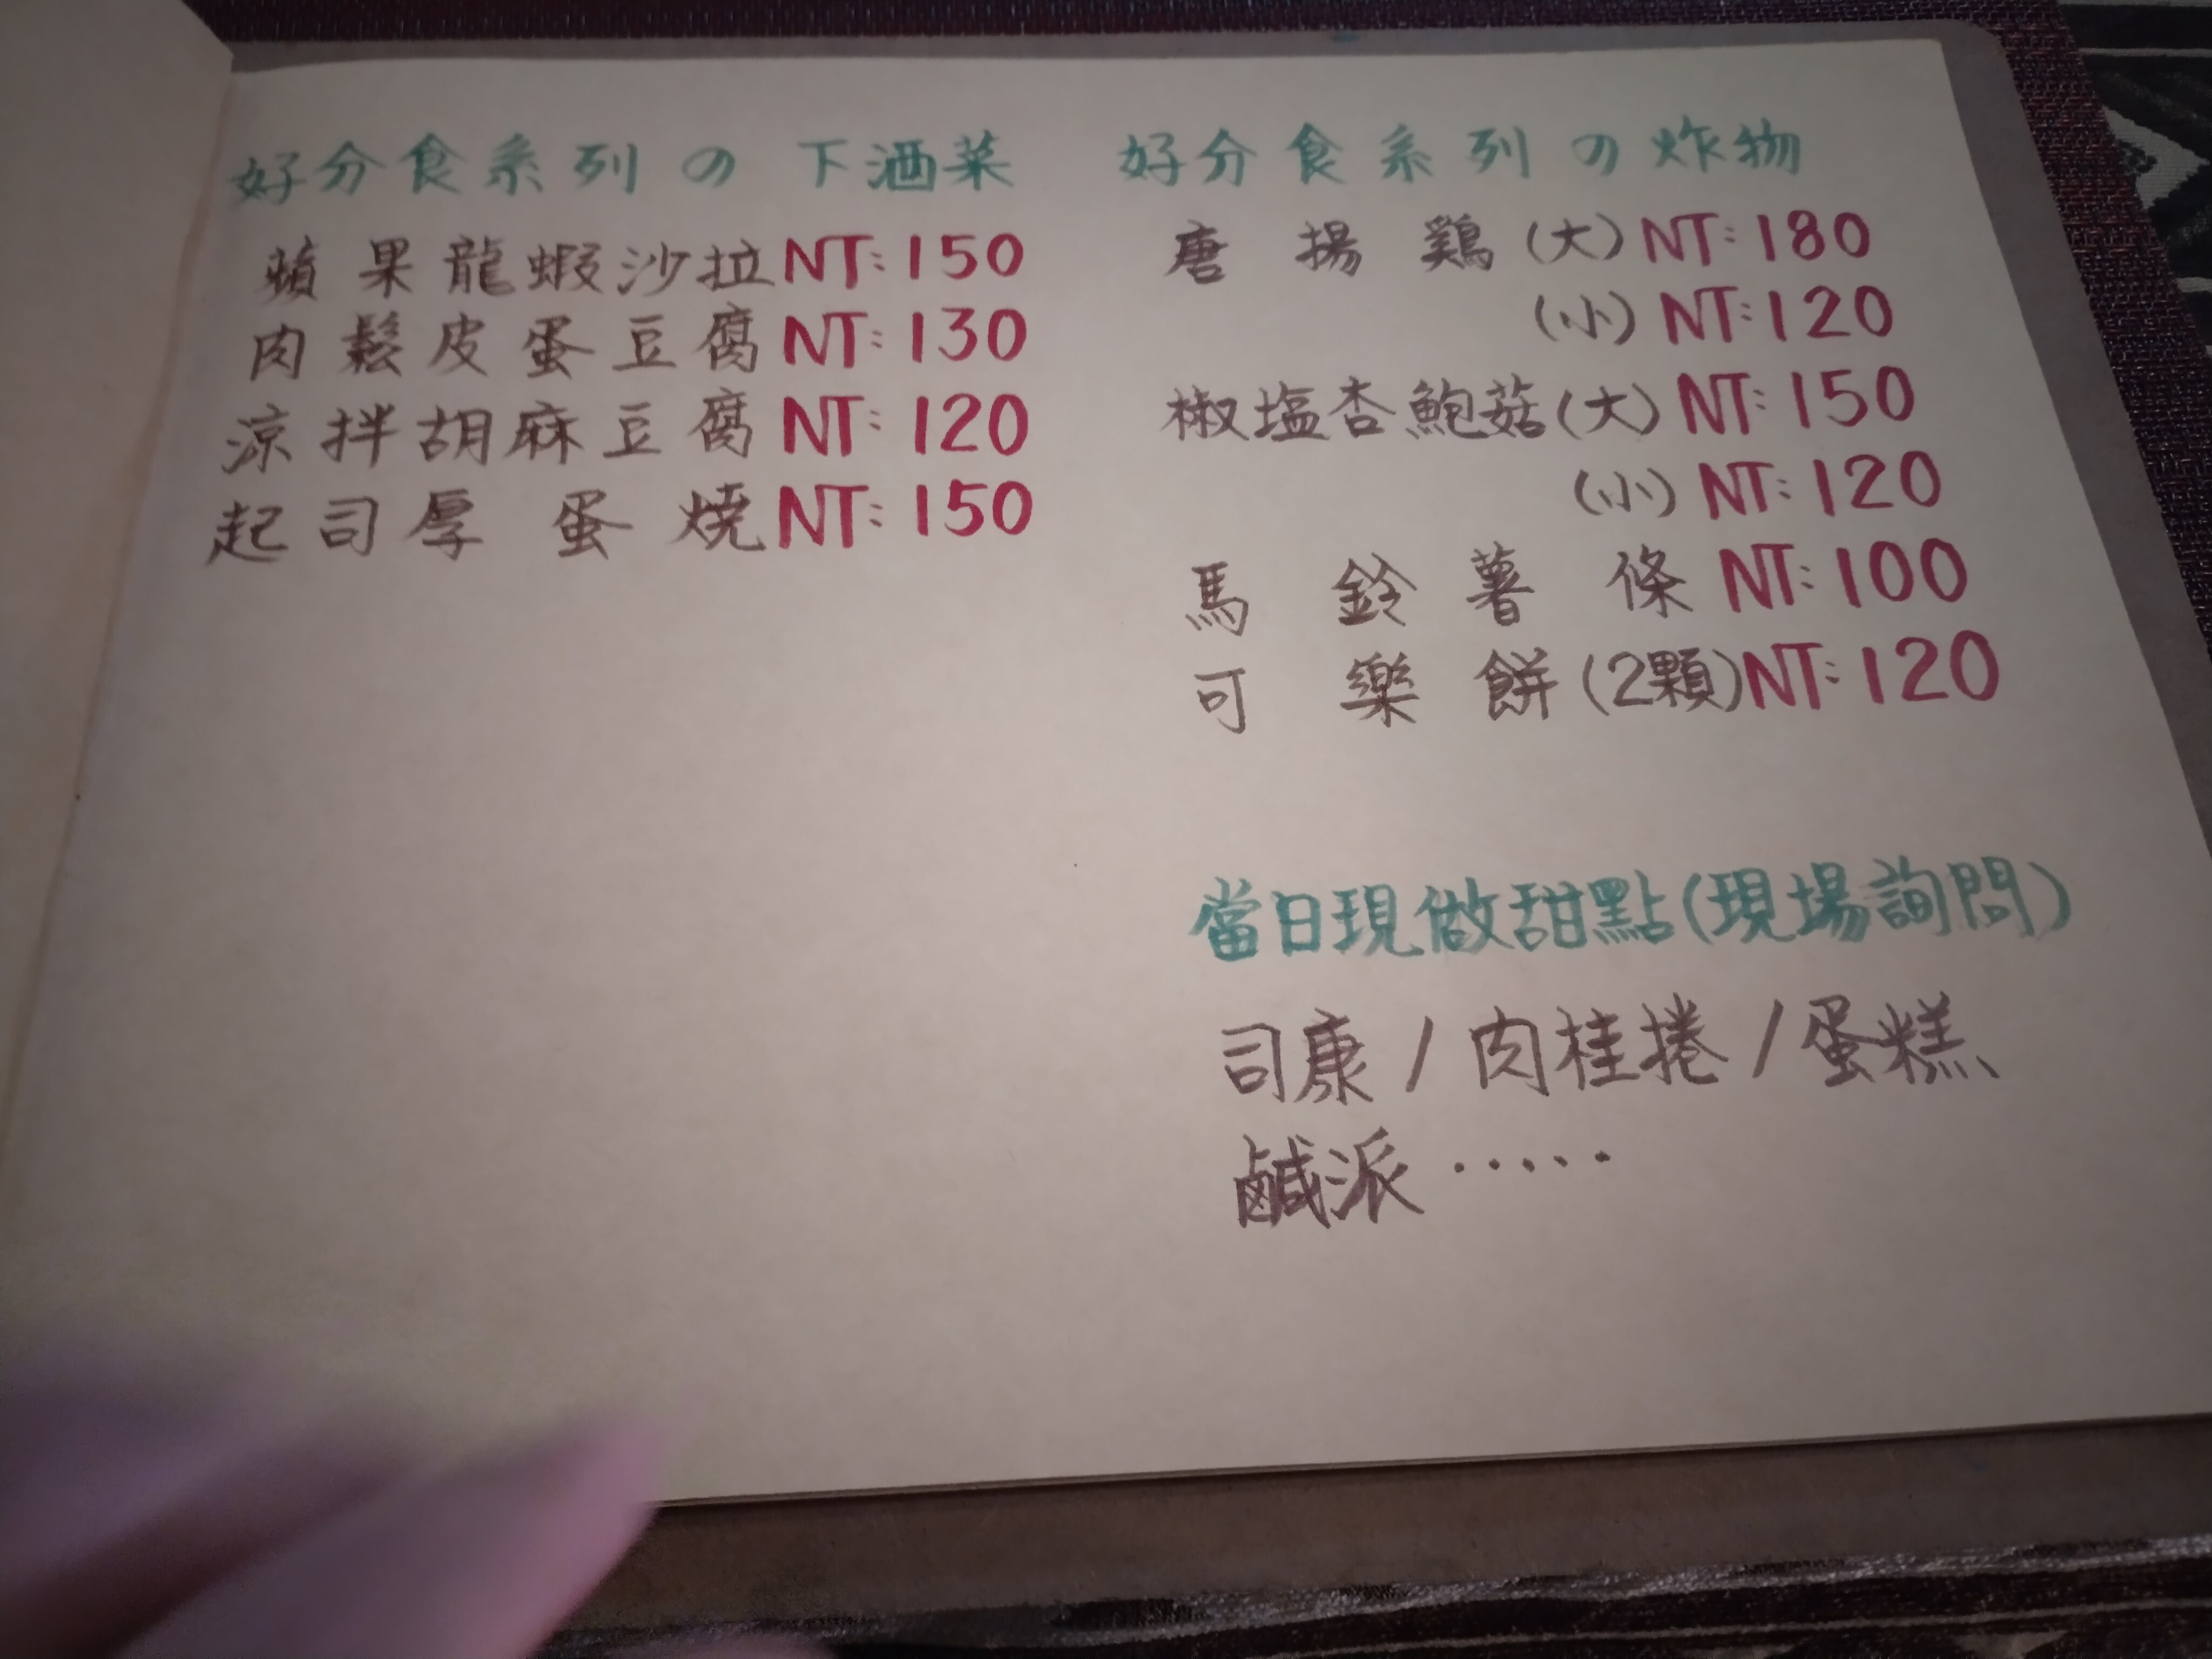 好分食系列の下酒菜
蘋果龍蝦沙拉NT:150
肉鬆皮蛋豆腐NT:130
涼拌胡麻豆腐NT:120
起司厚蛋燒NT:150
好分食系列の炸物
唐揚鶏(大)NT:180
(小)NT:120
椒塩杏鮑菇(大)NT:150
(小)NT:120
馬鈴薯條NT:100
可樂餅(2顆)NT:120
當日現做甜點(現場詢問)
司康/肉桂捲/蛋糕、
鹹派‧‧‧‧‧